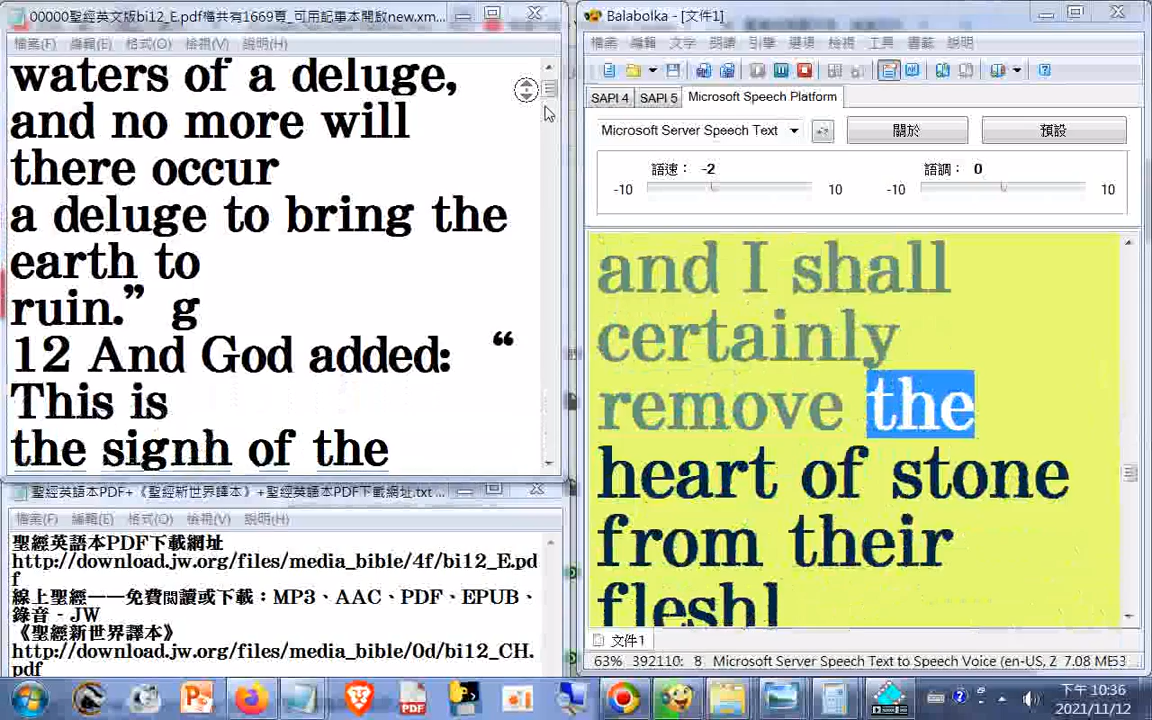 00000聖經英文版bi12_E.pdf檔共有1669頁_可用記事本開啟new.xm...
檔案(F) 編輯(E) 格式(O) 檢視(V) 說明(H)
waters of a deluge,
and no more will
there occur
a deluge to bring the
earth to
ruin.” g
12 And God added: “
This is
the signh of the
聖經英語本PDF+《聖經新世界譯本》+聖經英語本PDF下載網址.txt ...
檔案(F) 編輯(E) 格式(O) 檢視(V) 說明(H)
聖經英語本PDF下載網址
http://download.jw.org/files/media_bible/4f/bi12_E.pd
f
線上聖經——免費閱讀或下載：MP3、AAC、PDF、EPUB、
錄音 - JW
《聖經新世界譯本》
http://download.jw.org/files/media_bible/0d/bi12_CH.
pdf
Balabolka - [文件1]
檔案 編輯 文字 朗讀 引擎 選項 檢視 工具 書籤 說明
SAPI 4 SAPI 5 Microsoft Speech Platform
Microsoft Server Speech Text 關於 預設
語速： -2 語調： 0
-10 10 -10 10
and I shall
certainly
remove the
heart of stone
from their
fleshl
文件1
63% 392110: 8 Microsoft Server Speech Text to Speech Voice (en-US, Z 7.08 ME53
下午 10:36
2021/11/12